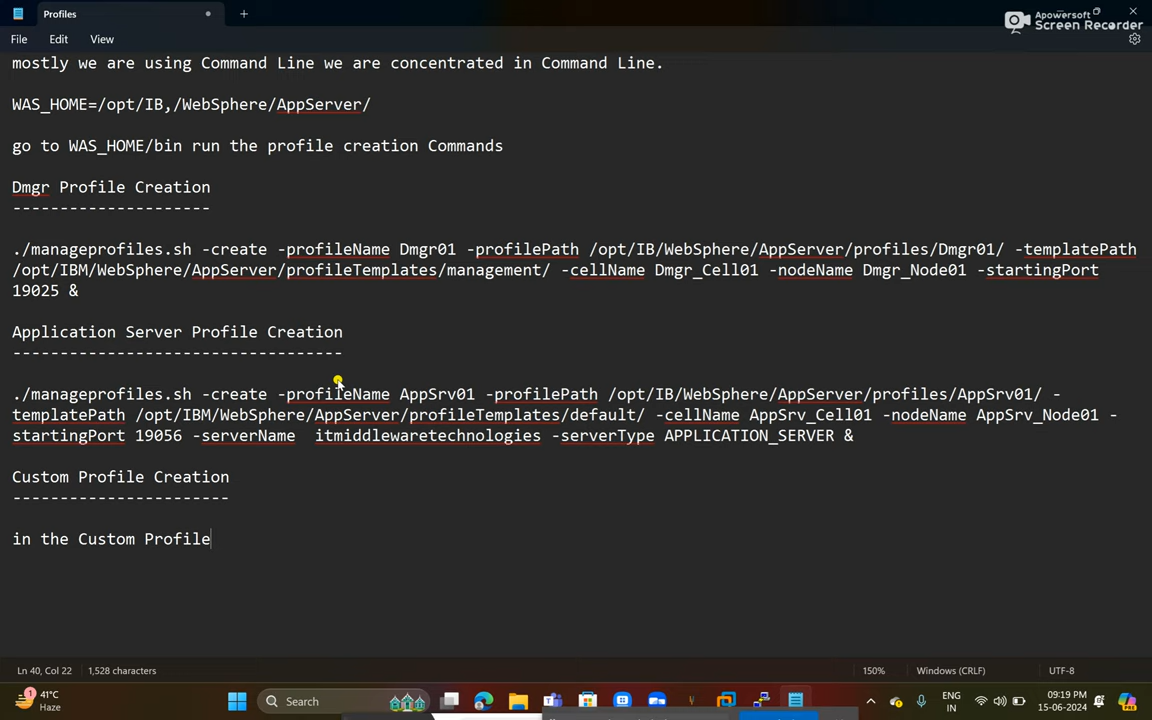 Profiles
Apowersoft
Screen Recorder
File Edit View
mostly we are using Command Line we are concentrated in Command Line.
WAS_HOME=/opt/IB,/WebSphere/AppServer/
go to WAS_HOME/bin run the profile creation Commands
Dmgr Profile Creation
---------------------
./manageprofiles.sh -create -profileName Dmgr01 -profilePath /opt/IB/WebSphere/AppServer/profiles/Dmgr01/ -templatePath
/opt/IBM/WebSphere/AppServer/profileTemplates/management/ -cellName Dmgr_Cell01 -nodeName Dmgr_Node01 -startingPort
19025 &
Application Server Profile Creation
-----------------------------------
./manageprofiles.sh -create -profileName AppSrv01 -profilePath /opt/IB/WebSphere/AppServer/profiles/AppSrv01/ -
templatePath /opt/IBM/WebSphere/AppServer/profileTemplates/default/ -cellName AppSrv_Cell01 -nodeName AppSrv_Node01 -
startingPort 19056 -serverName  itmiddlewaretechnologies -serverType APPLICATION_SERVER &
Custom Profile Creation
-----------------------
in the Custom Profile
Ln 40, Col 22 1,528 characters 150% Windows (CRLF) UTF-8
1 41°C
Haze
Search
ENG
IN
09:19 PM
15-06-2024
PRE